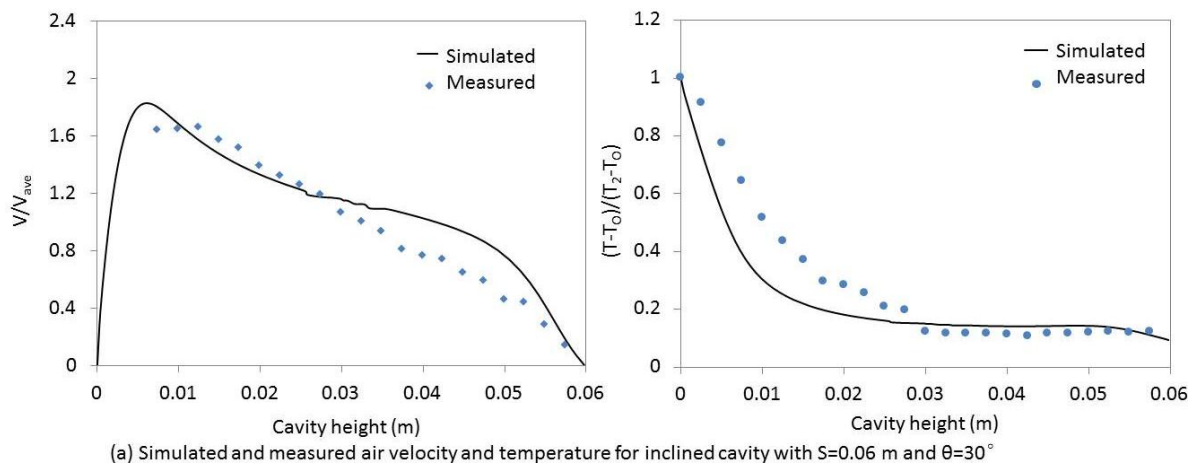 2.4
2
1.6
1.2
0.8
0.4
0
V/V_ave
Simulated
Measured
0 0.01 0.02 0.03 0.04 0.05 0.06
Cavity height (m)
1.2
1
0.8
0.6
0.4
0.2
0
(T-T_O)/(T_2-T_O)
Simulated
Measured
0 0.01 0.02 0.03 0.04 0.05 0.06
Cavity height (m)
(a) Simulated and measured air velocity and temperature for inclined cavity with S=0.06 m and θ=30°